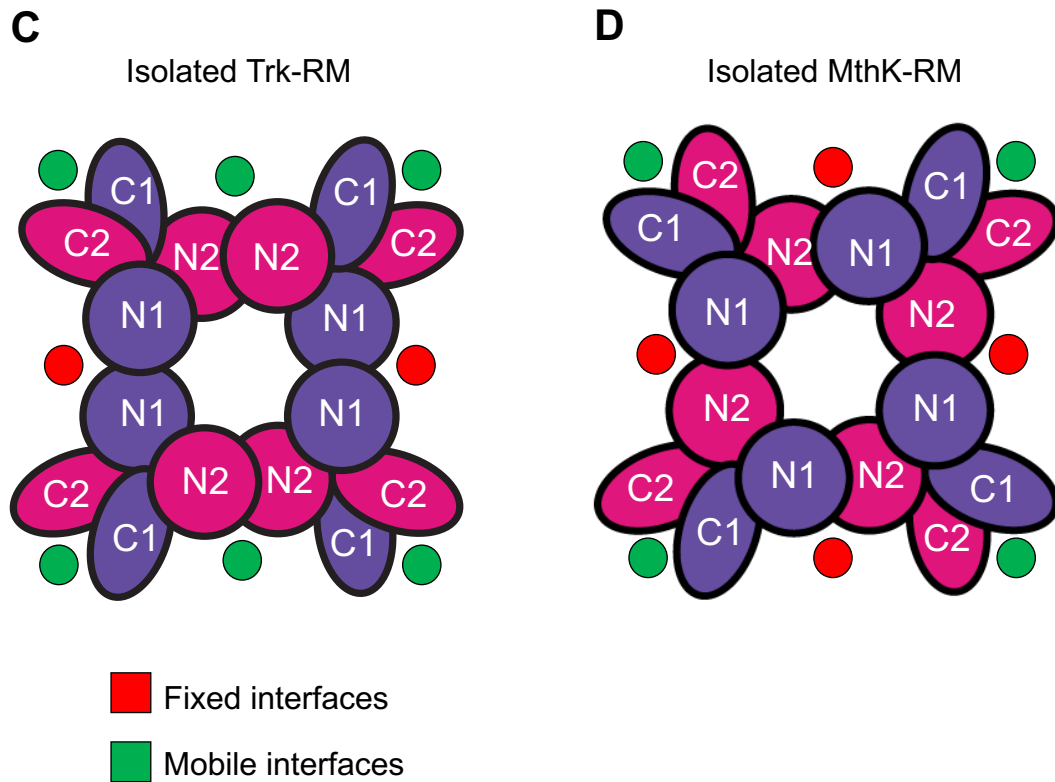 C
Isolated Trk-RM
C1
C1
C2
N2
N2
C2
N1
N1
N1
N1
C2
N2
N2
C2
C1
C1
D
Isolated MthK-RM
C2
C1
C1
N2
N1
C2
N1
N2
N2
N1
C2
N1
N2
C1
C1
C2
Fixed interfaces
Mobile interfaces